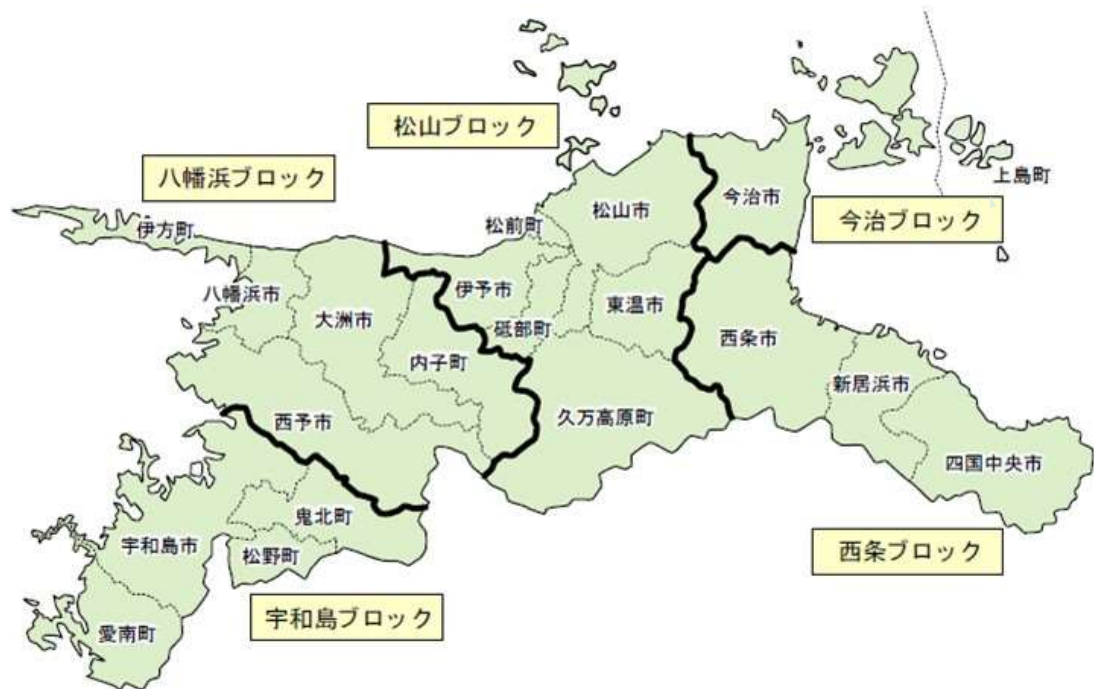 松山ブロック
八幡浜ブロック
上島町
今治市
松山市
今治ブロック
松前町
伊方町
八幡浜市
伊予市
東温市
大洲市
砥部町
西条市
内子町
新居浜市
西予市
久万高原町
四国中央市
鬼北町
宇和島市
松野町
西条ブロック
宇和島ブロック
愛南町